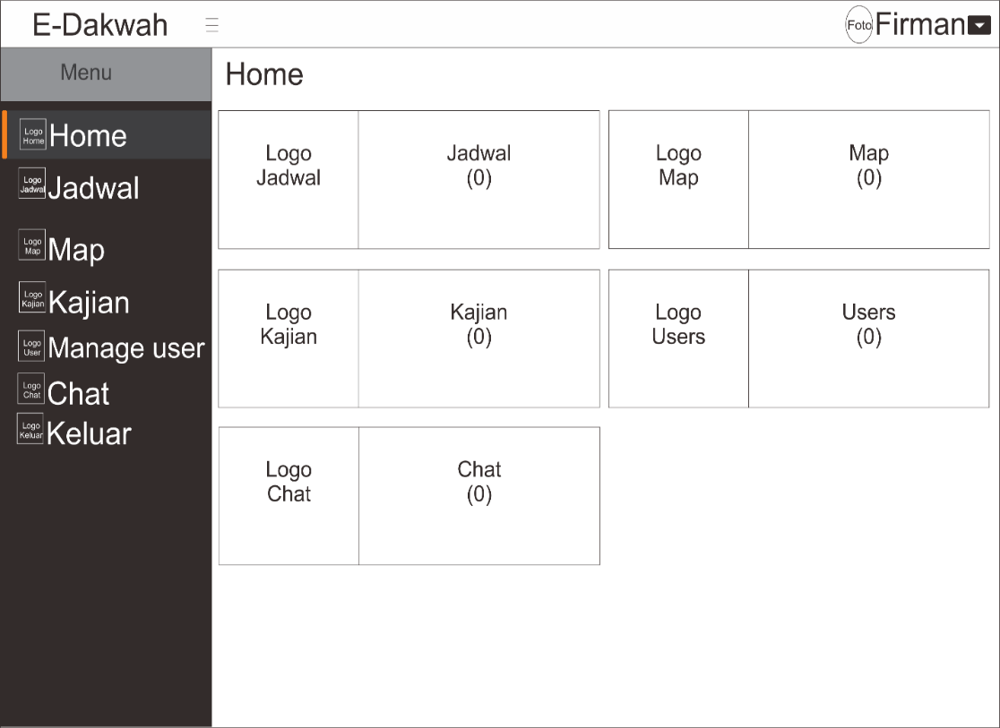 E-Dakwah
Foto
Firman
Menu
Logo
Home
Home
Logo
Jadwal
Jadwal
Logo
Map
Map
Logo
Kajian
Kajian
Logo
User
Manage user
Logo
Chat
Chat
Logo
Keluar
Keluar
Home
Logo
Jadwal
Jadwal
(0)
Logo
Map
Map
(0)
Logo
Kajian
Kajian
(0)
Logo
Users
Users
(0)
Logo
Chat
Chat
(0)